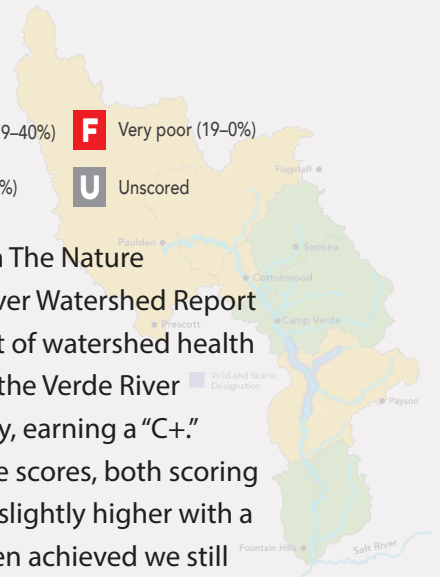 9–40%) F Very poor (19–0%)
Flagstaff
%) U Unscored
Paulden
Sedona
The Nature
Cottonwood
ver Watershed Report
Prescott
Camp Verde
t of watershed health
Wild and Scenic
Designation
the Verde River
Payson
y, earning a “C+.”
e scores, both scoring
slightly higher with a
Fountain Hills
Salt River
en achieved we still